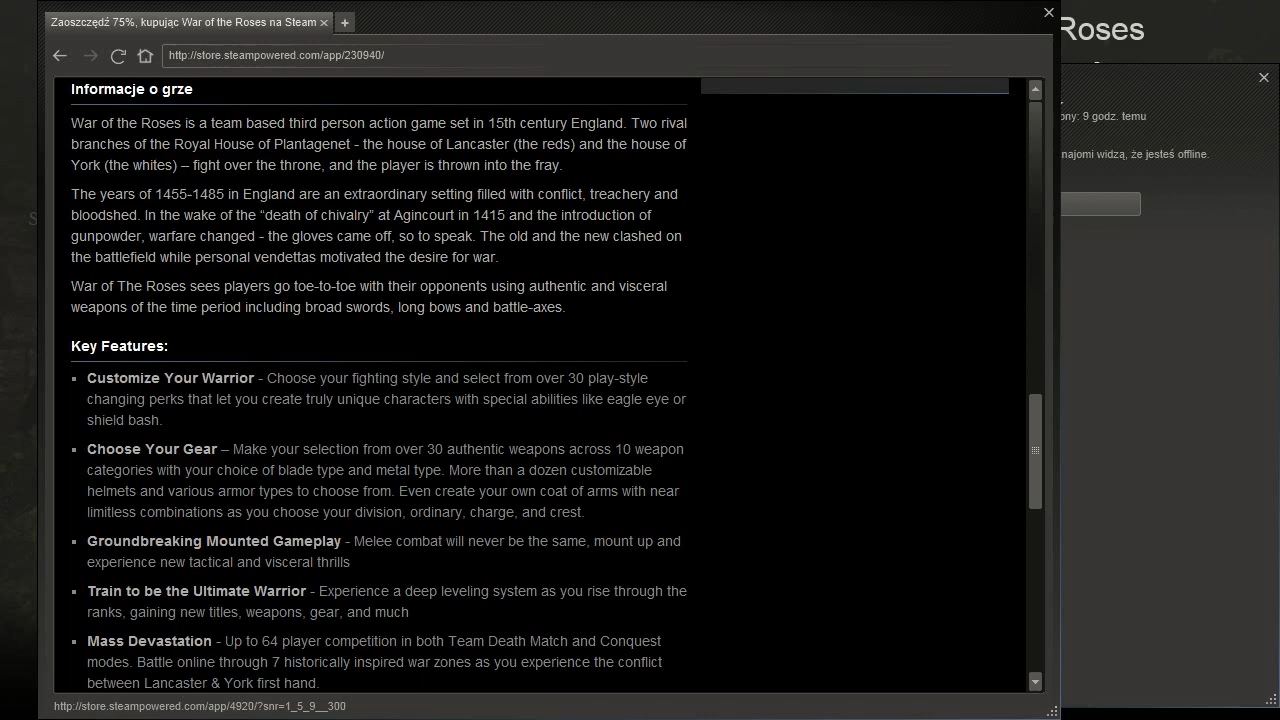 Zaoszczędź 75%, kupując War of the Roses na Steam
http://store.steampowered.com/app/230940/
Roses
ony: 9 godz. temu
najomi widzą, że jesteś offline.
Informacje o grze
War of the Roses is a team based third person action game set in 15th century England. Two rival
branches of the Royal House of Plantagenet - the house of Lancaster (the reds) and the house of
York (the whites) – fight over the throne, and the player is thrown into the fray.
The years of 1455-1485 in England are an extraordinary setting filled with conflict, treachery and
bloodshed. In the wake of the “death of chivalry” at Agincourt in 1415 and the introduction of
gunpowder, warfare changed - the gloves came off, so to speak. The old and the new clashed on
the battlefield while personal vendettas motivated the desire for war.
War of The Roses sees players go toe-to-toe with their opponents using authentic and visceral
weapons of the time period including broad swords, long bows and battle-axes.
Key Features:
Customize Your Warrior - Choose your fighting style and select from over 30 play-style
changing perks that let you create truly unique characters with special abilities like eagle eye or
shield bash.
Choose Your Gear – Make your selection from over 30 authentic weapons across 10 weapon
categories with your choice of blade type and metal type. More than a dozen customizable
helmets and various armor types to choose from. Even create your own coat of arms with near
limitless combinations as you choose your division, ordinary, charge, and crest.
Groundbreaking Mounted Gameplay - Melee combat will never be the same, mount up and
experience new tactical and visceral thrills
Train to be the Ultimate Warrior - Experience a deep leveling system as you rise through the
ranks, gaining new titles, weapons, gear, and much
Mass Devastation - Up to 64 player competition in both Team Death Match and Conquest
modes. Battle online through 7 historically inspired war zones as you experience the conflict
between Lancaster & York first hand.
http://store.steampowered.com/app/4920/?snr=1_5_9__300